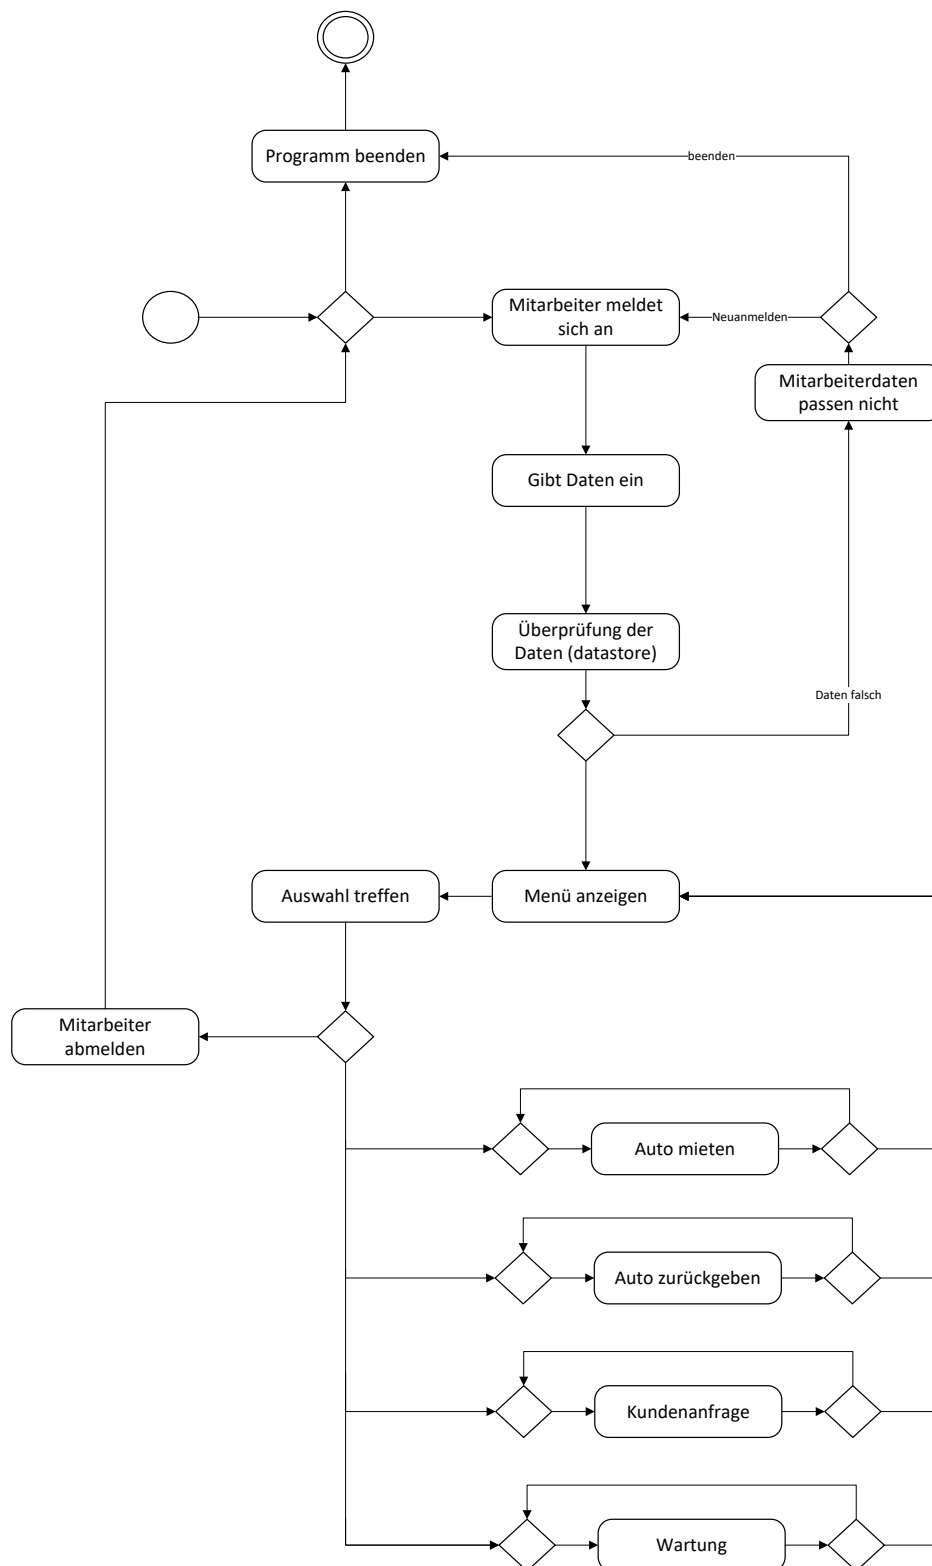 Programm beenden
beenden
Mitarbeiter meldet
sich an
Neuanmelden
Mitarbeiterdaten
passen nicht
Gibt Daten ein
Überprüfung der
Daten (datastore)
Daten falsch
Auswahl treffen
Menü anzeigen
Mitarbeiter
abmelden
Auto mieten
Auto zurückgeben
Kundenanfrage
Wartung